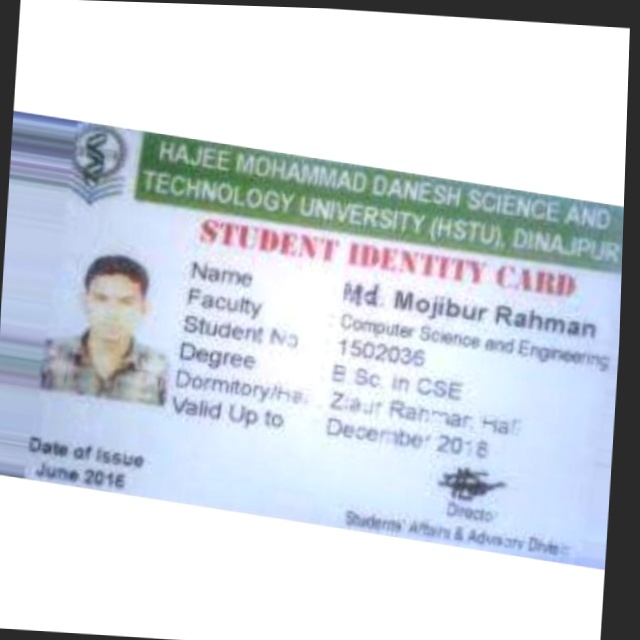 HAJEE MOHAMMAD DANESH SCIENCE AND
TECHNOLOGY UNIVERSITY (HSTU), DINAJPUR
STUDENT IDENTITY CARD
Name : Md. Mojibur Rahman
Faculty : Computer Science and Engineering
Student No : 1502036
Degree : B Sc. in CSE
Dormitory/Hall : Ziaur Rahman Hall
Valid Up to : December 2018
Date of Issue
June 2016
Director
Students' Affairs & Advisory Division